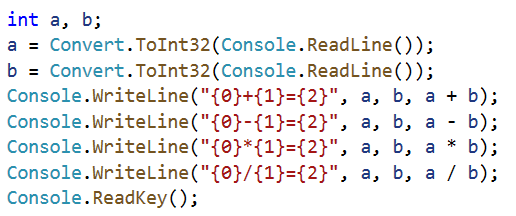 int a, b;
a = Convert.ToInt32(Console.ReadLine());
b = Convert.ToInt32(Console.ReadLine());
Console.WriteLine("{0}+{1}={2}", a, b, a + b);
Console.WriteLine("{0}-{1}={2}", a, b, a - b);
Console.WriteLine("{0}*{1}={2}", a, b, a * b);
Console.WriteLine("{0}/{1}={2}", a, b, a / b);
Console.ReadKey();